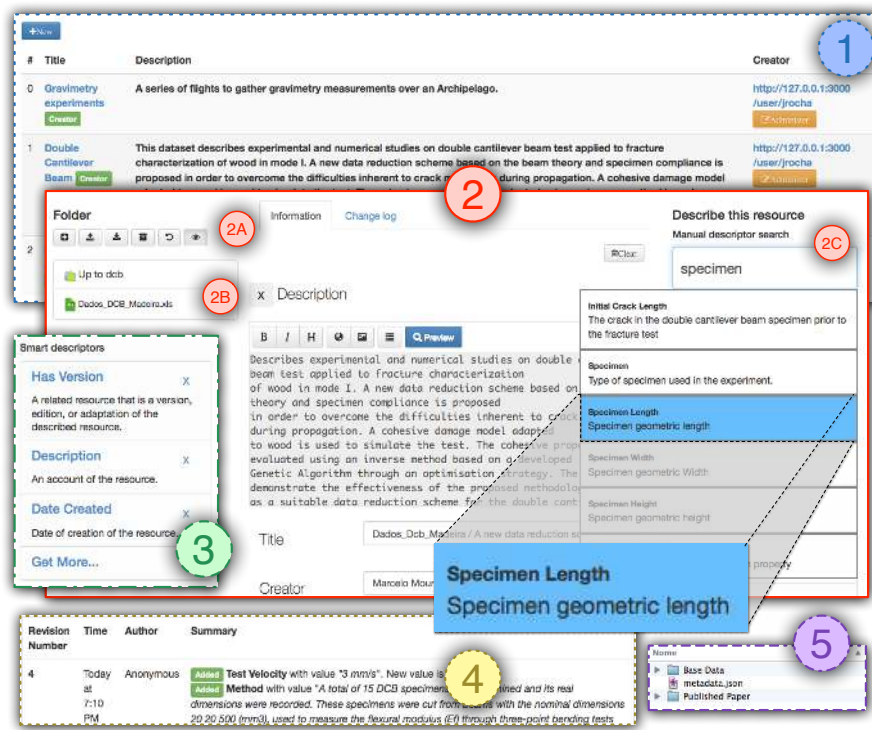 New
1
# Title Description Creator
0 Gravimetry experiments A series of flights to gather gravimetry measurements over an Archipelago. http://127.0.0.1:3000
/user/jrocha
Creator
1 Double This dataset describes experimental and numerical studies on double cantilever beam test applied to fracture http://127.0.0.1:3000
Cantilever characterization of wood in mode I. A new data reduction scheme based on the beam theory and specimen compliance is /user/jrocha
Beam Creator proposed in order to overcome the difficulties inherent to crack during propagation. A cohesive damage model
2
2
Folder
2A
Information Change log
Describe this resource
Manual descriptor search
2C
Clear
specimen
Up to dcb
Dados_DCB_Madeira.xls
2B
x Description
B I H Preview
Describes experimental and numerical studies on double
beam test applied to fracture characterization
of wood in mode I. A new data reduction scheme based on
theory and specimen compliance is proposed
in order to overcome the difficulties inherent to crack
during propagation. A cohesive damage model adapted
to wood is used to simulate the test. The cohesive
evaluated using an inverse method based on a developed
Genetic Algorithm through an optimisation strategy. The
demonstrate the effectiveness of the proposed
as a suitable data reduction scheme for the double
Title Dados_Dcb_Madeira / A new data reduction
Creator Marcelo
Initial Crack Length
The crack in the double cantilever beam specimen prior to
the fracture test
Specimen
Type of specimen used in the experiment.
Specimen Length
Specimen geometric length
Specimen Width
Specimen geometric Width
Specimen Height
Specimen geometric height
property
Specimen Length
Specimen geometric length
Smart descriptors
Has Version x
A related resource that is a version,
edition, or adaptation of the
described resource.
Description x
An account of the resource.
Date Created x
Date of creation of the resource.
Get More...
3
Revision Number Time Author Summary
4 Today at 7:10 PM Anonymous Added Test Velocity with value "3 mm/s". New value is
Added Method with value "A total of 15 DCB and its real
dimensions were recorded. These specimens were cut from with the nominal dimensions
20 20 500 (mm3), used to measure the flexural modulus (Ef) through three-point bending tests
4
5
Name
Base Data
metadata.json
Published Paper